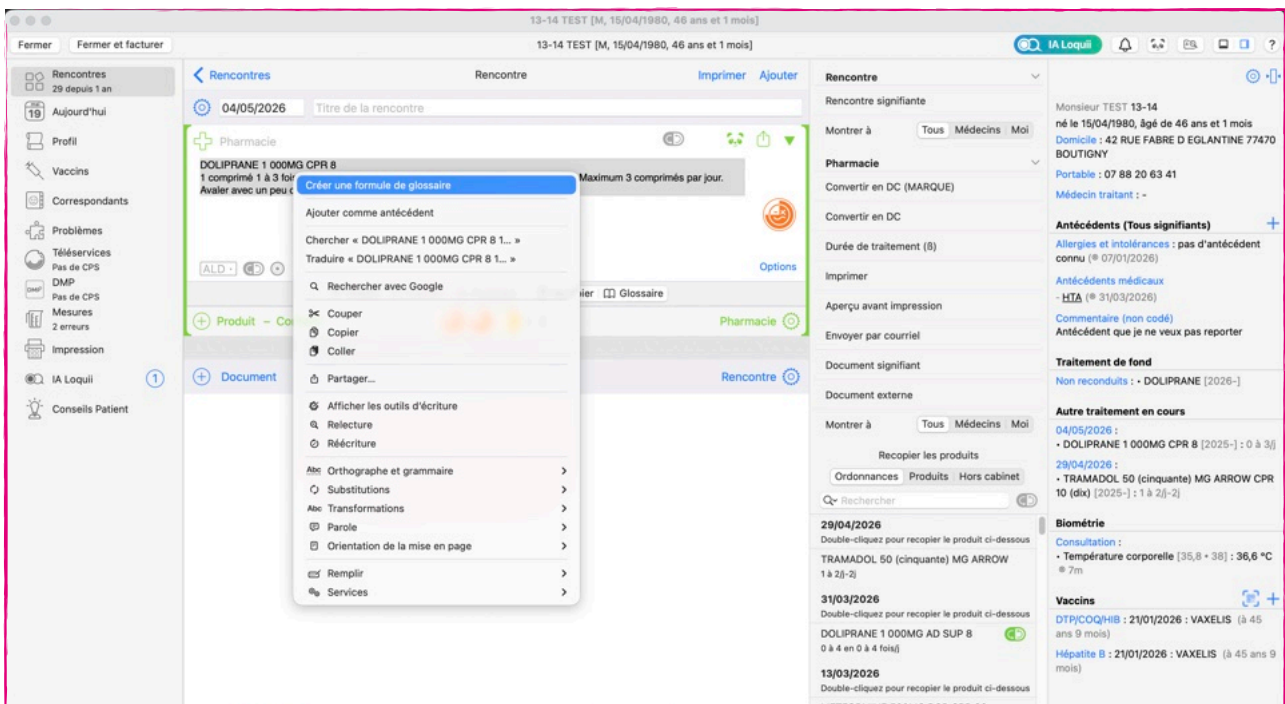 13-14 TEST [M, 15/04/1980, 46 ans et 1 mois]
Fermer
Fermer et facturer
13-14 TEST [M, 15/04/1980, 46 ans et 1 mois]
IA Loquii
?
Rencontres
29 depuis 1 an
19
Aujourd'hui
Profil
Vaccins
Correspondants
Problèmes
Téléservices
Pas de CPS
DMP
DMP
Pas de CPS
Mesures
2 erreurs
Impression
IA Loquii
1
Conseils Patient
Rencontres
Rencontre
Imprimer
Ajouter
04/05/2026
Titre de la rencontre
Pharmacie
DOLIPRANE 1 000MG CPR 8
1 comprimé 1 à 3 foi
Maximum 3 comprimés par jour.
Avaler avec un peu
ALD
Options
ier
Glossaire
Produit – Co
Pharmacie
Document
Rencontre
Créer une formule de glossaire
Ajouter comme antécédent
Chercher « DOLIPRANE 1 000MG CPR 8 1... »
Traduire « DOLIPRANE 1 000MG CPR 8 1... »
Rechercher avec Google
Couper
Copier
Coller
Partager...
Afficher les outils d'écriture
Relecture
Réécriture
Abc Orthographe et grammaire
Substitutions
Abc Transformations
Parole
Orientation de la mise en page
Remplir
Services
Rencontre
Rencontre signifiante
Montrer à
Tous Médecins Moi
Pharmacie
Convertir en DC (MARQUE)
Convertir en DC
Durée de traitement (8)
Imprimer
Aperçu avant impression
Envoyer par courriel
Document signifiant
Document externe
Montrer à
Tous Médecins Moi
Recopier les produits
Ordonnances Produits Hors cabinet
Rechercher
29/04/2026
Double-cliquez pour recopier le produit ci-dessous
TRAMADOL 50 (cinquante) MG ARROW
1 à 2/j-2j
31/03/2026
Double-cliquez pour recopier le produit ci-dessous
DOLIPRANE 1 000MG AD SUP 8
0 à 4 en 0 à 4 fois/j
13/03/2026
Double-cliquez pour recopier le produit ci-dessous
Monsieur TEST 13-14
né le 15/04/1980, âgé de 46 ans et 1 mois
Domicile : 42 RUE FABRE D EGLANTINE 77470
BOUTIGNY
Portable : 07 88 20 63 41
Médecin traitant : -
Antécédents (Tous signifiants)
Allergies et intolérances : pas d'antécédent
connu (07/01/2026)
Antécédents médicaux
- HTA (31/03/2026)
Commentaire (non codé)
Antécédent que je ne veux pas reporter
Traitement de fond
Non reconduits : • DOLIPRANE [2026-]
Autre traitement en cours
04/05/2026 :
• DOLIPRANE 1 000MG CPR 8 [2025-] : 0 à 3/j
29/04/2026 :
• TRAMADOL 50 (cinquante) MG ARROW CPR
10 (dix) [2025-] : 1 à 2/j-2j
Biométrie
Consultation :
• Température corporelle [35,8 • 38] : 36,6 °C
7m
Vaccins
DTP/COQ/HIB : 21/01/2026 : VAXELIS (à 45
ans 9 mois)
Hépatite B : 21/01/2026 : VAXELIS (à 45 ans 9
mois)